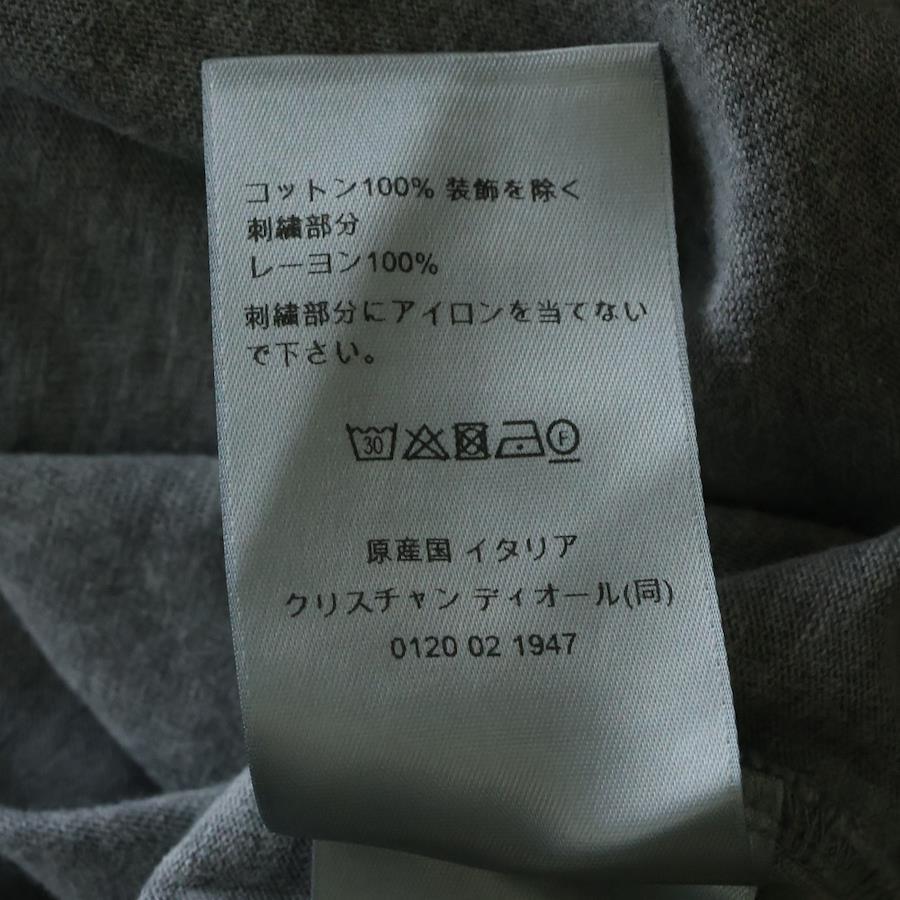 コットン100% 装飾を除く
刺繍部分
レーヨン100%
刺繍部分にアイロンを当てない
で下さい。
30 F
原産国 イタリア
クリスチャン ディオール(同)
0120 02 1947